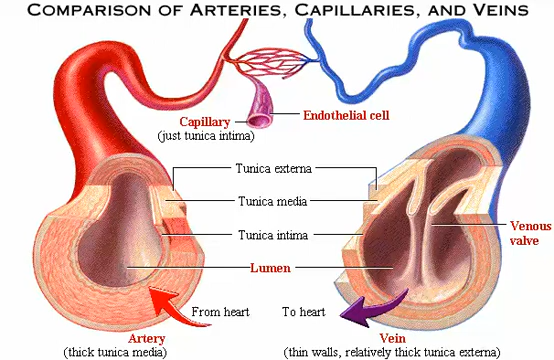 COMPARISON OF ARTERIES, CAPILLARIES, AND VEINS
Capillary
(just tunica intima)
Endothelial cell
Tunica externa
Tunica media
Tunica intima
Venous
valve
Lumen
From heart
To heart
Artery
(thick tunica media)
Vein
(thin walls, relatively thick tunica externa)